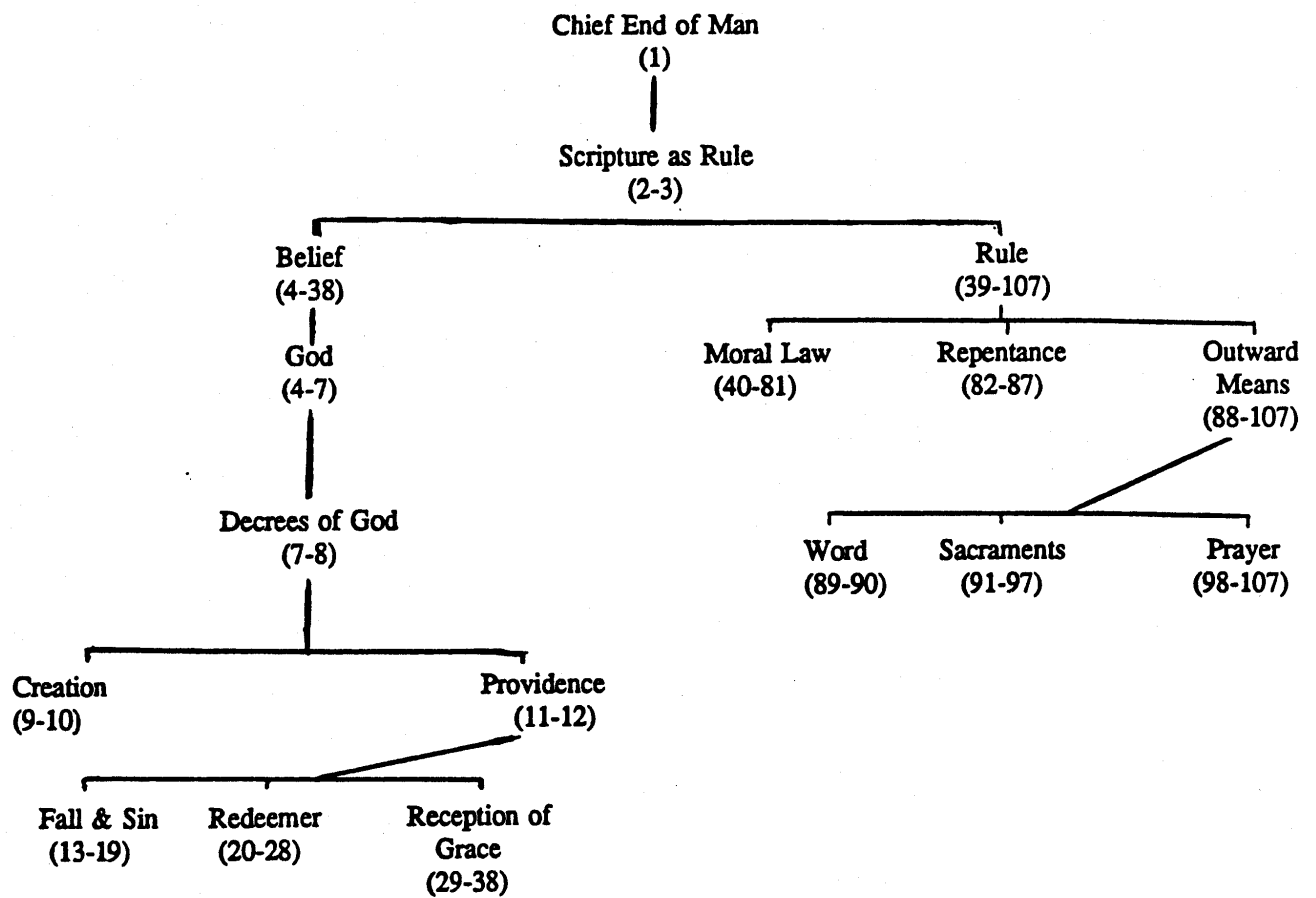 Chief End of Man
(1)
Scripture as Rule
(2-3)
Belief
(4-38)
Rule
(39-107)
God
(4-7)
Moral Law
(40-81)
Repentance
(82-87)
Outward
Means
(88-107)
Decrees of God
(7-8)
Word
(89-90)
Sacraments
(91-97)
Prayer
(98-107)
Creation
(9-10)
Providence
(11-12)
Fall & Sin
(13-19)
Redeemer
(20-28)
Reception of
Grace
(29-38)